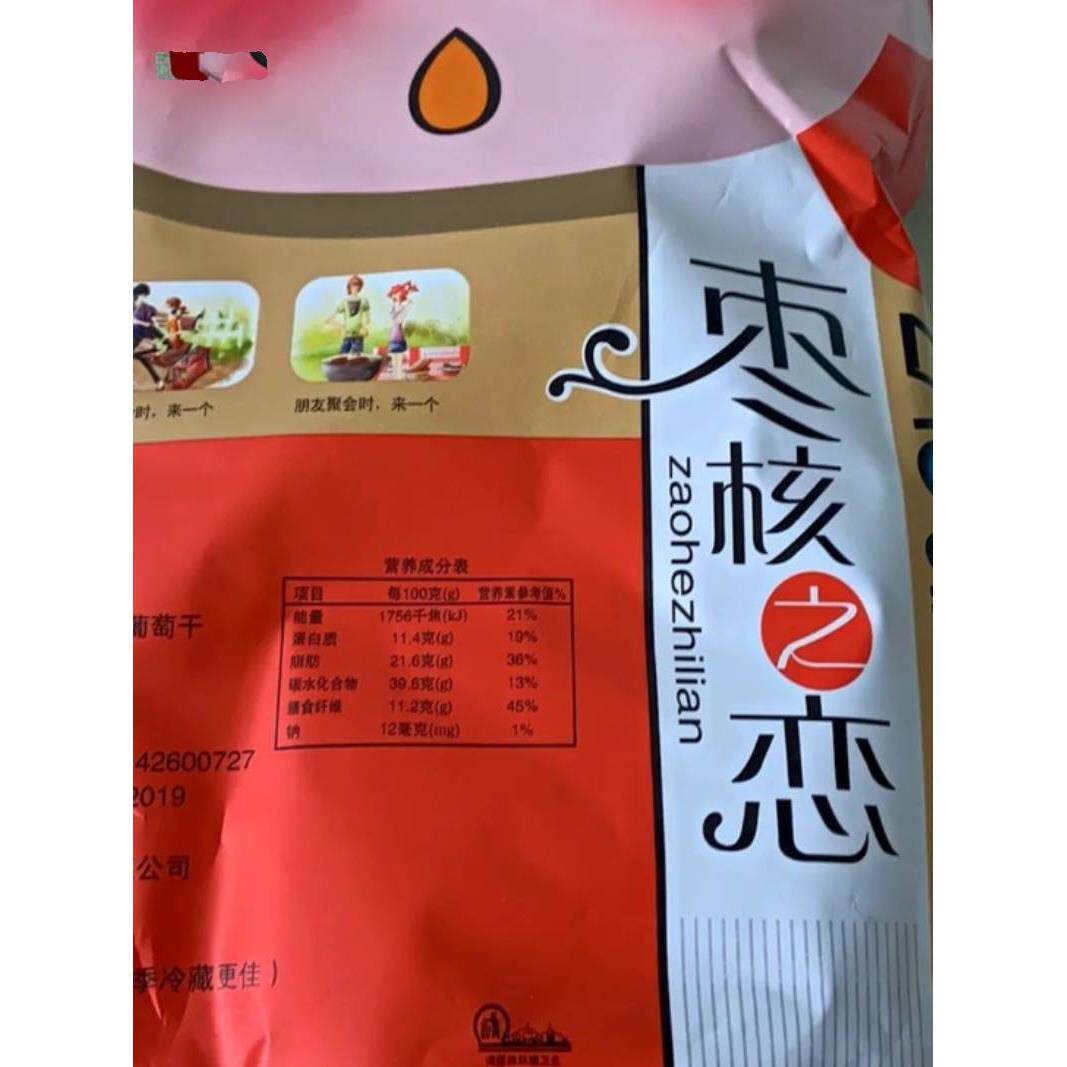 时，来一个
朋友聚会时，来一个
枣核之恋
zaohezhilian
营养成分表
项目 每100克(g) 营养素参考值%
能量 1756千焦(kJ) 21%
蛋白质 11.4克(g) 19%
脂肪 21.6克(g) 36%
碳水化合物 39.6克(g) 13%
膳食纤维 11.2克(g) 45%
钠 12毫克(mg) 1%
葡萄干
42600727
2019
公司
季冷藏更佳）